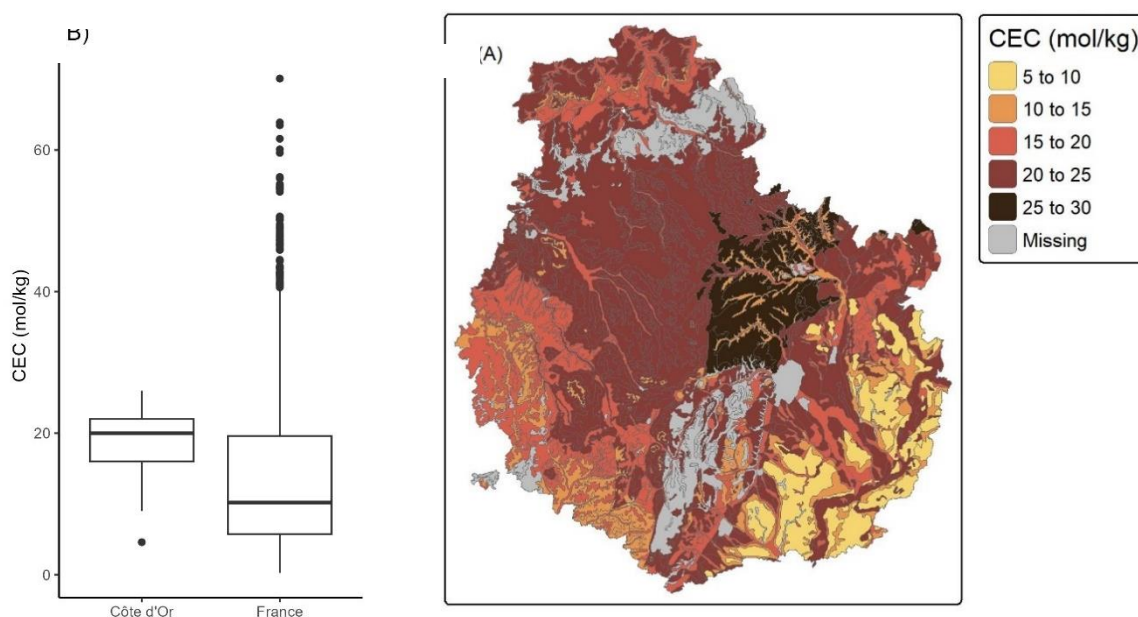 B)
CEC (mol/kg)
60
40
20
0
Côte d'Or
France
(A)
CEC (mol/kg)
5 to 10
10 to 15
15 to 20
20 to 25
25 to 30
Missing